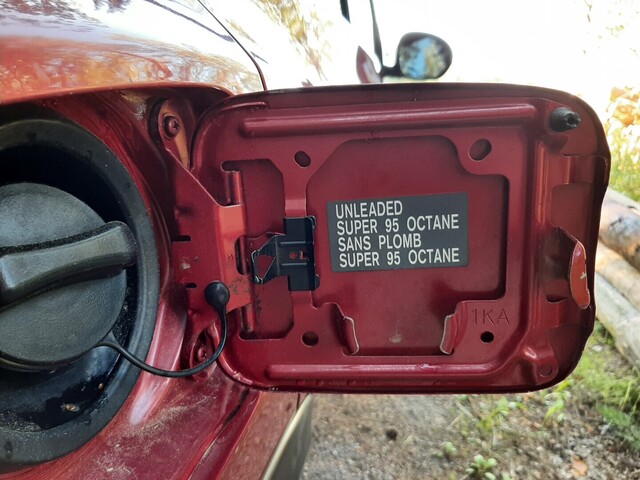 UNLEADED
SUPER 95 OCTANE
SANS PLOMB
SUPER 95 OCTANE
1KA